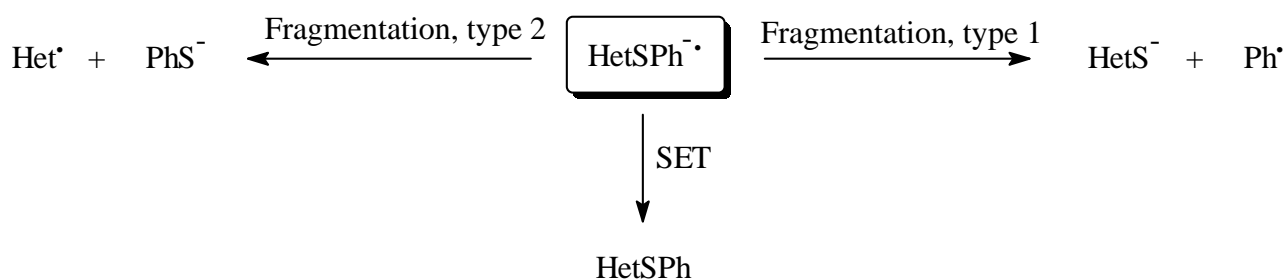 Het• + PhS⁻ Fragmentation, type 2 HetSPh⁻• Fragmentation, type 1 HetS⁻ + Ph•
SET
HetSPh